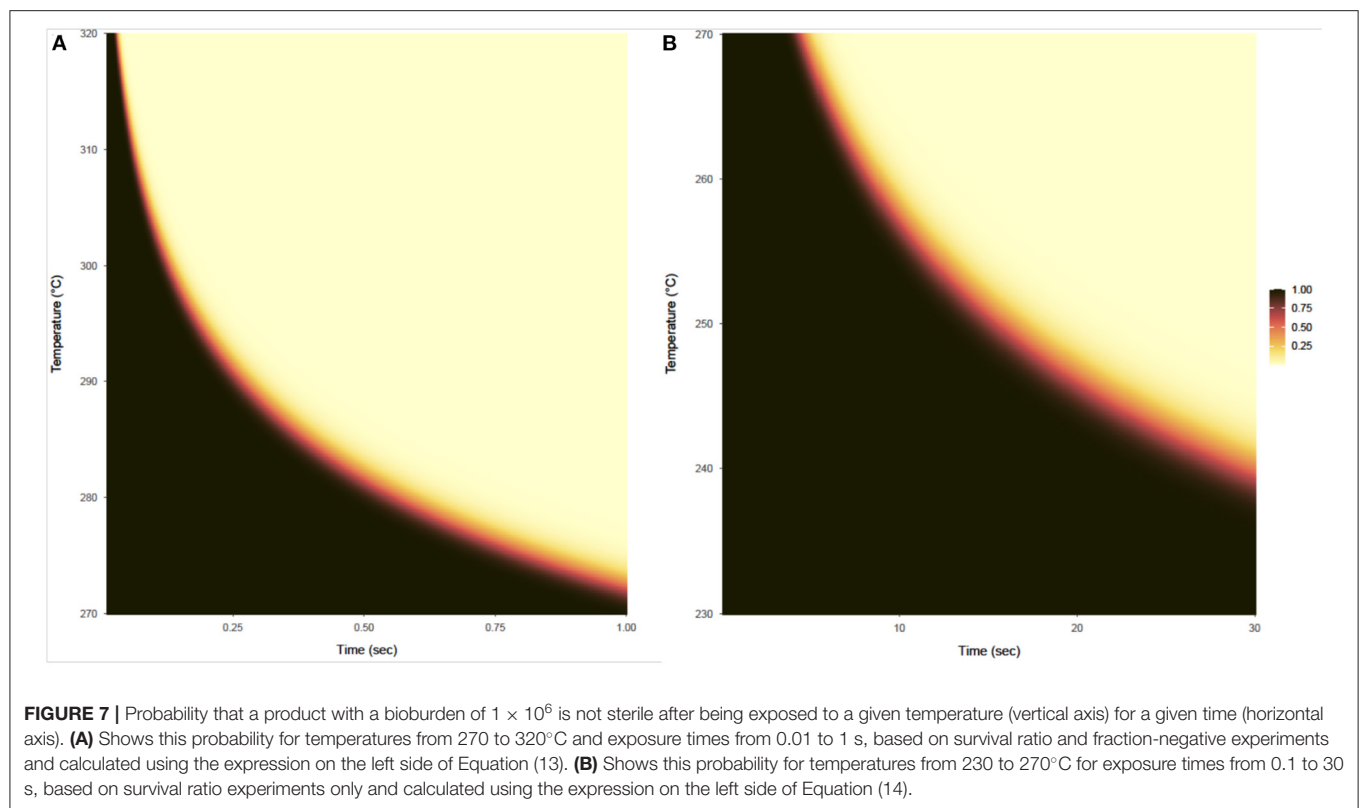 A
320
310
300
290
280
270
Temperature (°C)
0.25
0.50
0.75
1.00
Time (sec)
B
270
260
250
240
230
Temperature (°C)
10
20
30
Time (sec)
1.00
0.75
0.50
0.25
FIGURE 7 | Probability that a product with a bioburden of 1 × 10⁶ is not sterile after being exposed to a given temperature (vertical axis) for a given time (horizontal
axis). (A) Shows this probability for temperatures from 270 to 320°C and exposure times from 0.01 to 1 s, based on survival ratio and fraction-negative experiments
and calculated using the expression on the left side of Equation (13). (B) Shows this probability for temperatures from 230 to 270°C for exposure times from 0.1 to 30
s, based on survival ratio experiments only and calculated using the expression on the left side of Equation (14).